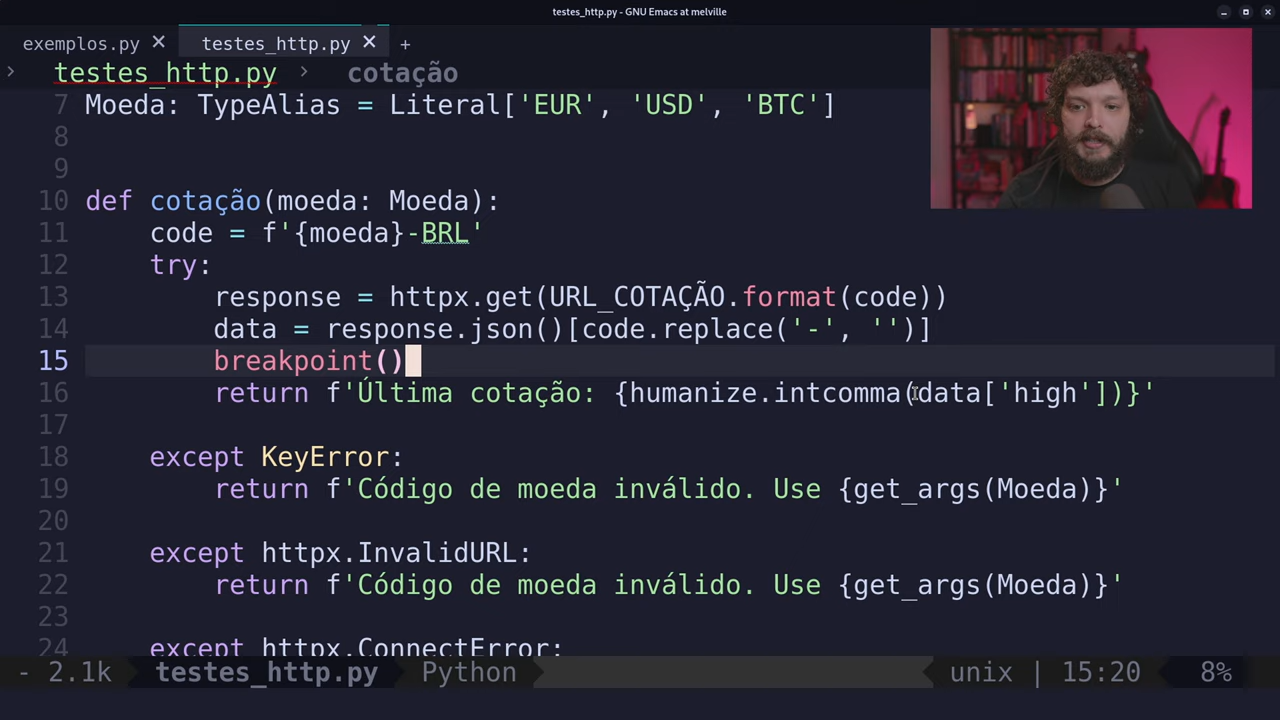 testes_http.py - GNU Emacs at melville
exemplos.py × testes_http.py × +
› testes_http.py › cotação
7 Moeda: TypeAlias = Literal['EUR', 'USD', 'BTC']
8
9
10 def cotação(moeda: Moeda):
11     code = f'{moeda}-BRL'
12     try:
13         response = httpx.get(URL_COTAÇÃO.format(code))
14         data = response.json()[code.replace('-', '')]
15         breakpoint()
16         return f'Última cotação: {humanize.intcomma(data['high'])}'
17
18     except KeyError:
19         return f'Código de moeda inválido. Use {get_args(Moeda)}'
20
21     except httpx.InvalidURL:
22         return f'Código de moeda inválido. Use {get_args(Moeda)}'
23
24     except httpx.ConnectError:
- 2.1k testes_http.py Python unix | 15:20 8%